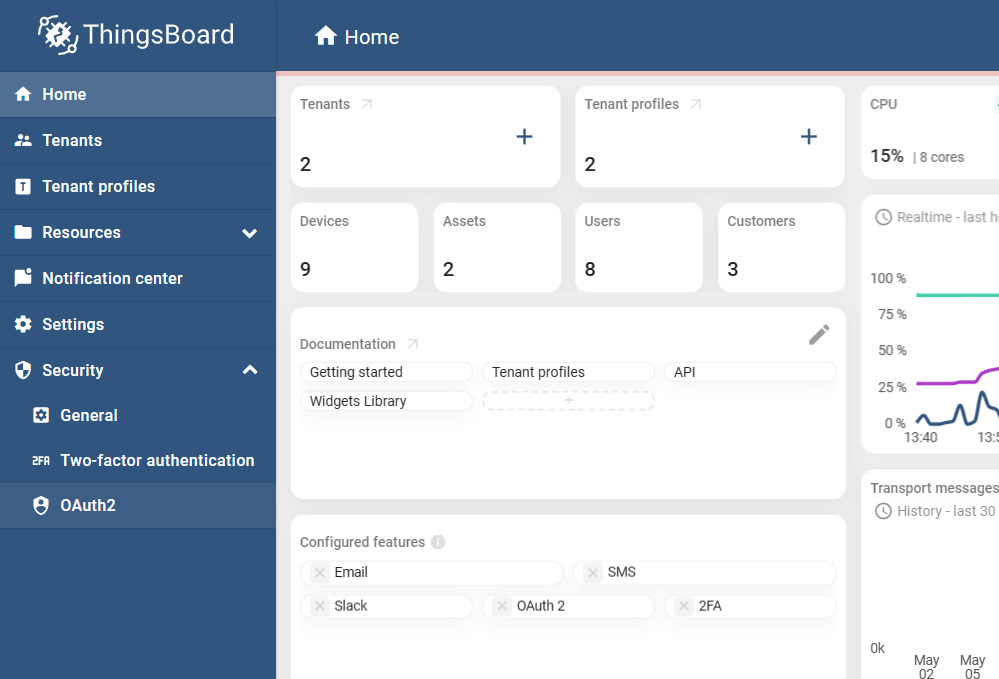 ThingsBoard
Home
Home
Tenants
Tenant profiles
Resources
Notification center
Settings
Security
General
2FA Two-factor authentication
OAuth2
Tenants
2
Tenant profiles
2
Devices
9
Assets
2
Users
8
Customers
3
Documentation
Getting started
Tenant profiles
API
Widgets Library
Configured features
Email
SMS
Slack
OAuth 2
2FA
CPU
15% | 8 cores
Realtime - last
100 %
75 %
50 %
25 %
0 %
13:40
Transport messages
History - last 30
0k
May
02
May
05